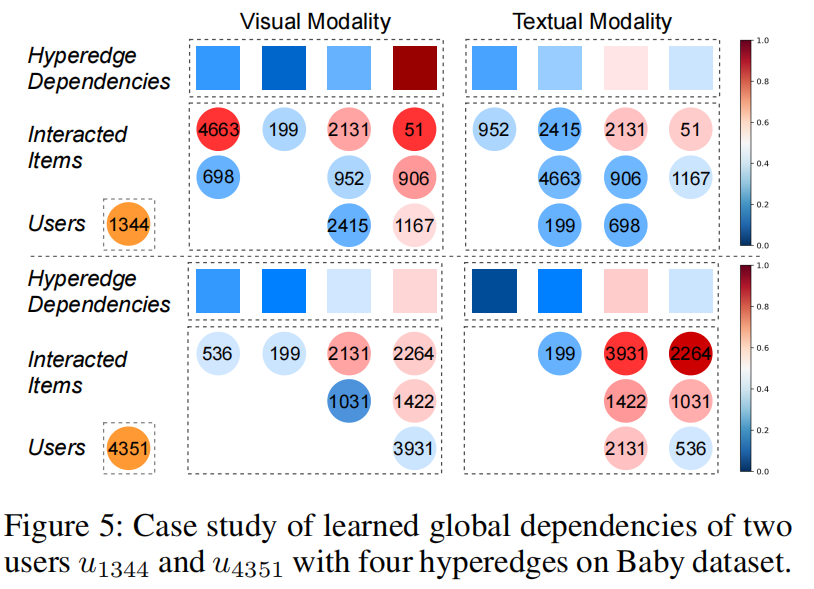 Visual Modality Textual Modality
Hyperedge Dependencies
1.0
0.8
0.6
0.4
0.2
0.0
Interacted Items
4663 199 2131 51 952 2415 2131 51
698 952 906 4663 906 1167
Users 1344 2415 1167 199 698
Hyperedge Dependencies
1.0
0.8
0.6
0.4
0.2
0.0
Interacted Items
536 199 2131 2264 199 3931 2264
1031 1422 1422 1031
Users 4351 3931 2131 536
Figure 5: Case study of learned global dependencies of two
users u1344 and u4351 with four hyperedges on Baby dataset.